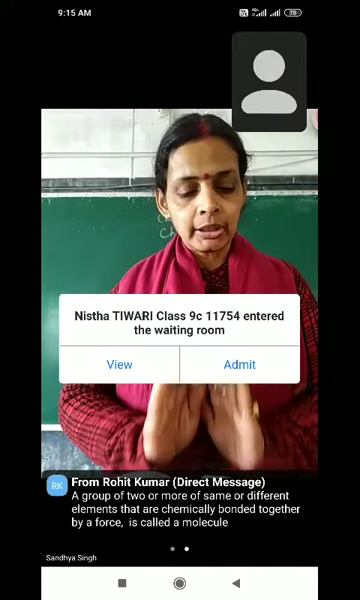 9:15 AM
78
Nistha TIWARI Class 9c 11754 entered
the waiting room
View
Admit
RK
From Rohit Kumar (Direct Message)
A group of two or more of same or different
elements that are chemically bonded together
by a force, is called a molecule
Sandhya Singh